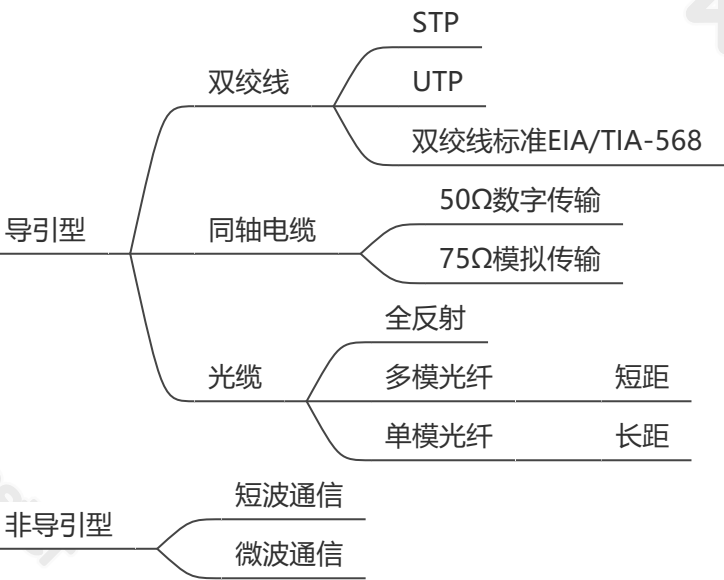 导引型
双绞线
STP
UTP
双绞线标准EIA/TIA-568
同轴电缆
50Ω数字传输
75Ω模拟传输
光缆
全反射
多模光纤
短距
单模光纤
长距
非导引型
短波通信
微波通信